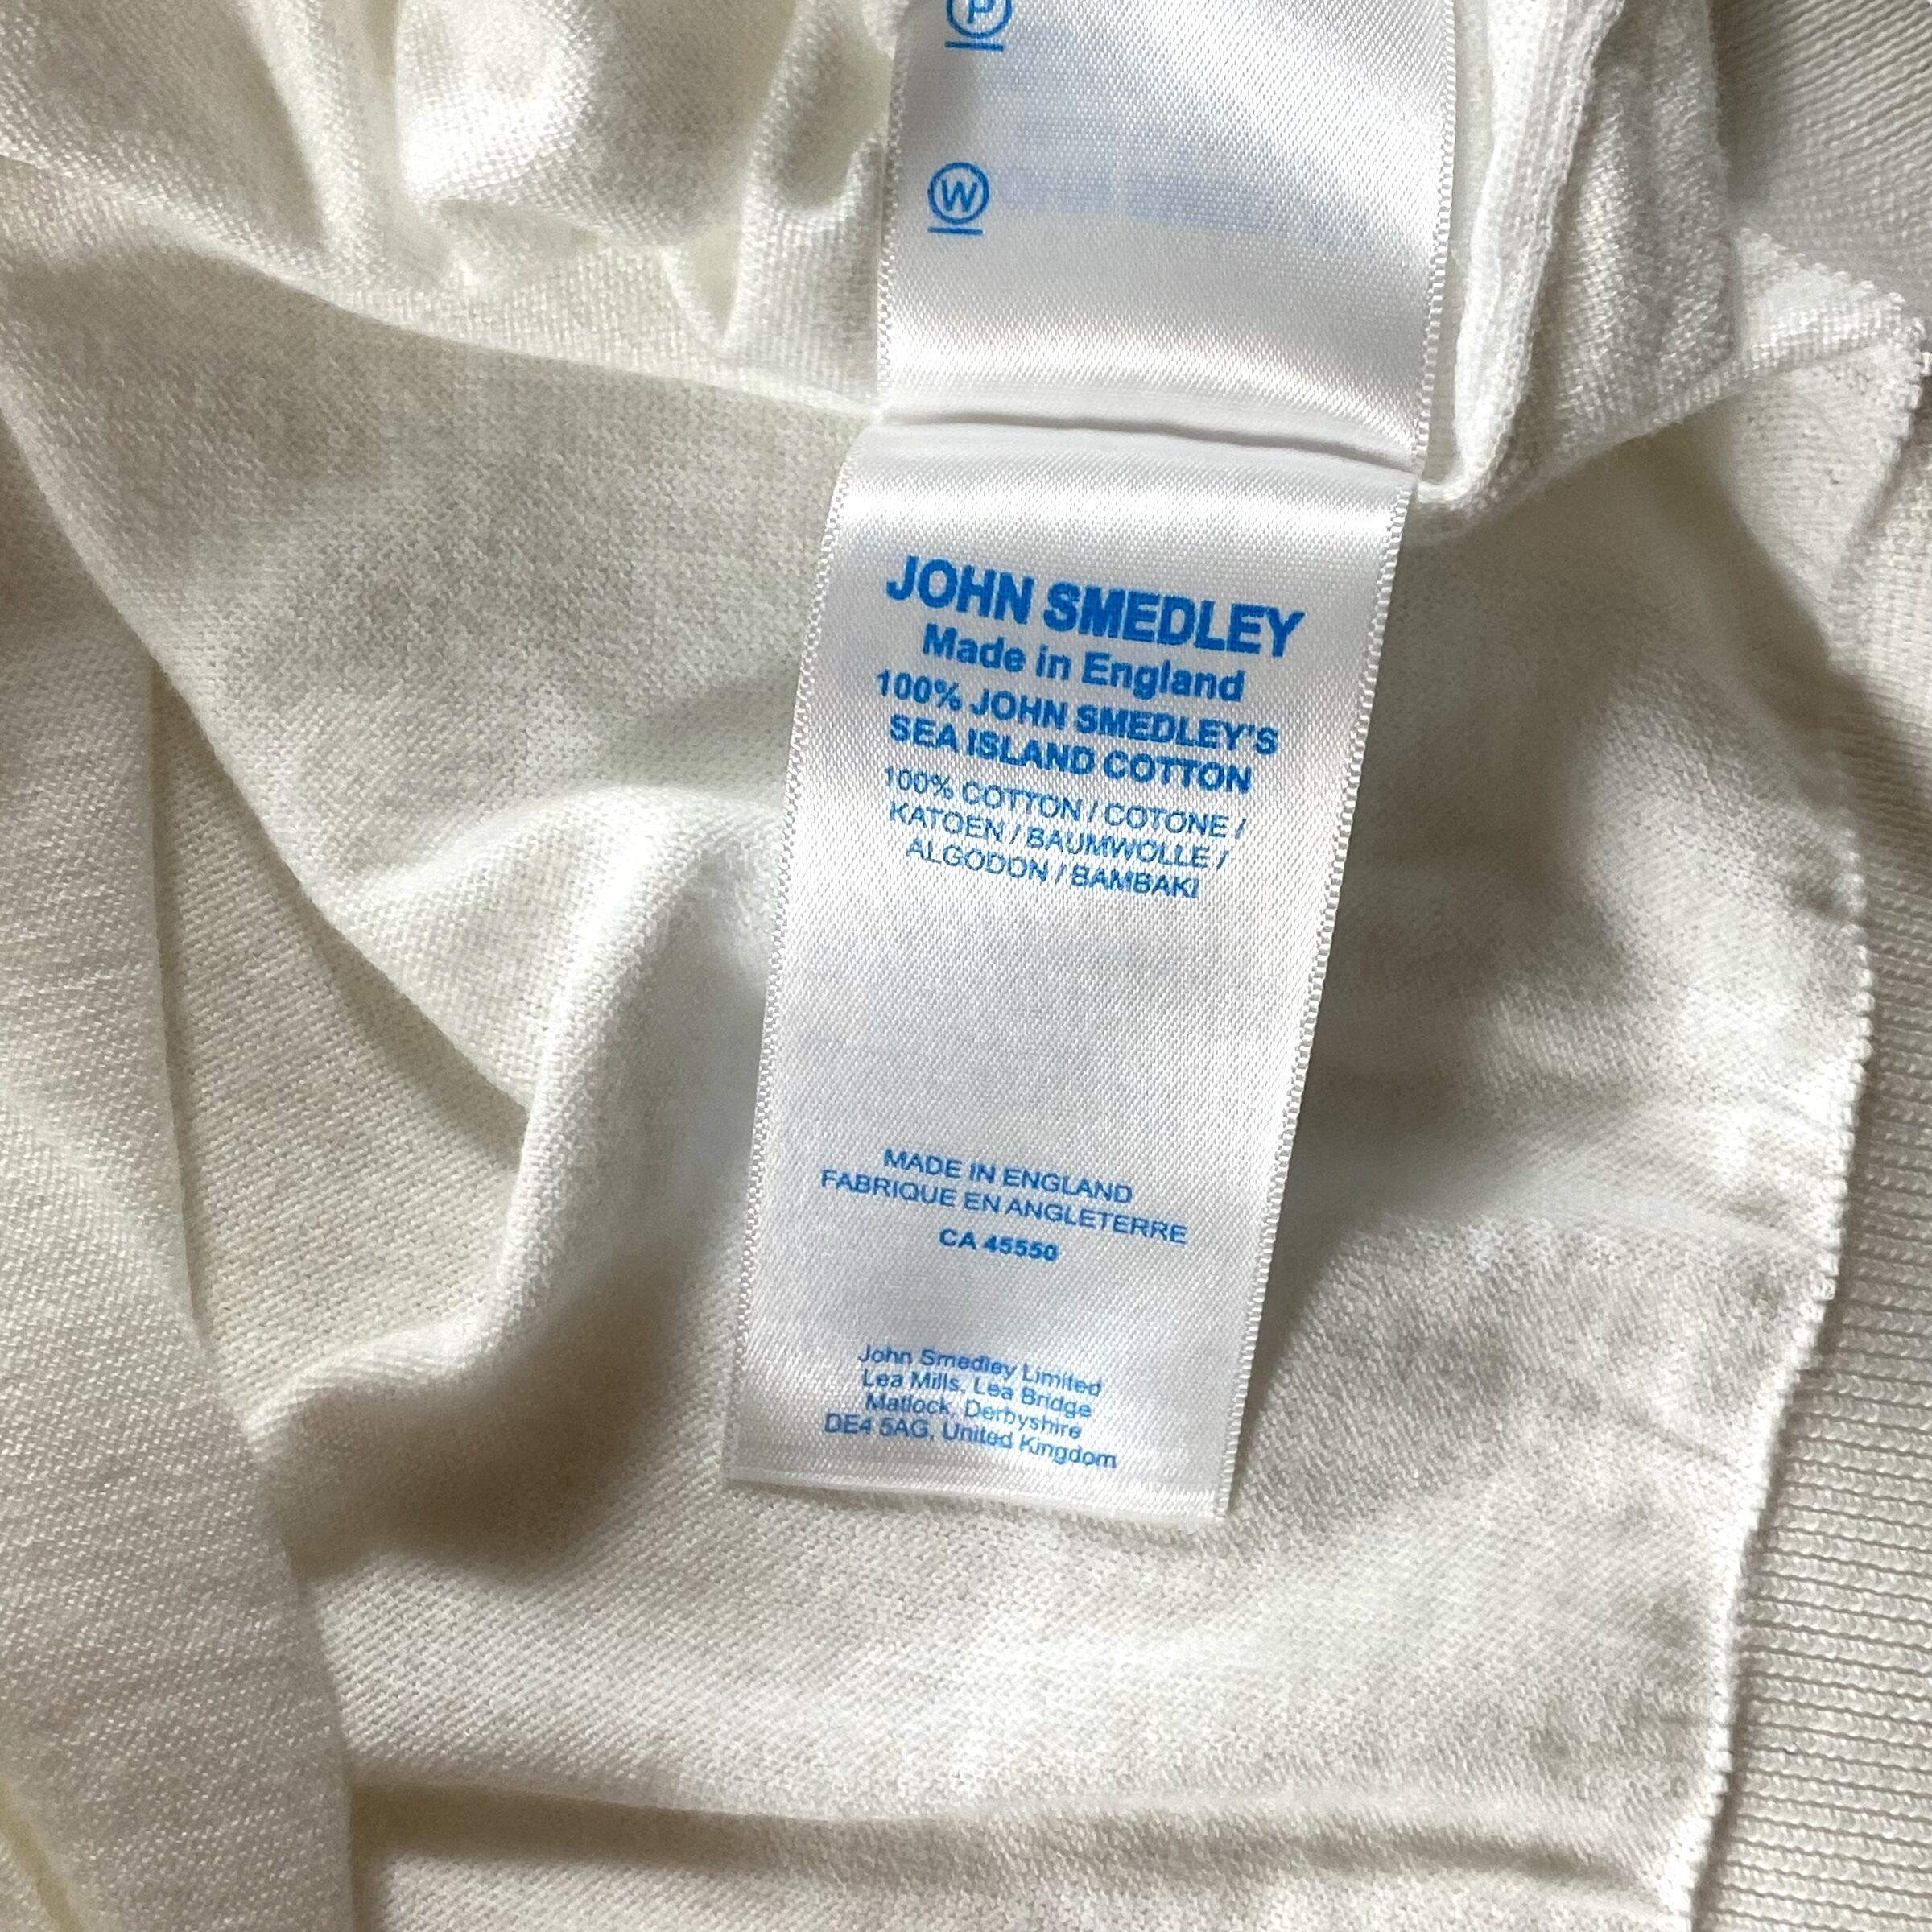 P
W
JOHN SMEDLEY
Made in England
100% JOHN SMEDLEY'S
SEA ISLAND COTTON
100% COTTON / COTONE /
KATOEN / BAUMWOLLE /
ALGODON / BAMBAKI
MADE IN ENGLAND
FABRIQUE EN ANGLETERRE
CA 45550
John Smedley Limited
Lea Mills, Lea Bridge
Matlock, Derbyshire
DE4 5AG, United Kingdom